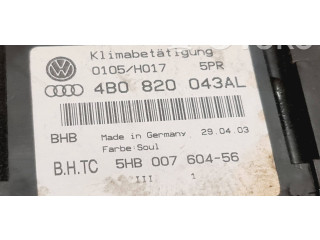 Klimabetätigung
0105/H017 5PR
4B0 820 043AL
BHB Made in Germany 29.04.03
Farbe:Soul
B.H.TC 5HB 007 604-56
III 1